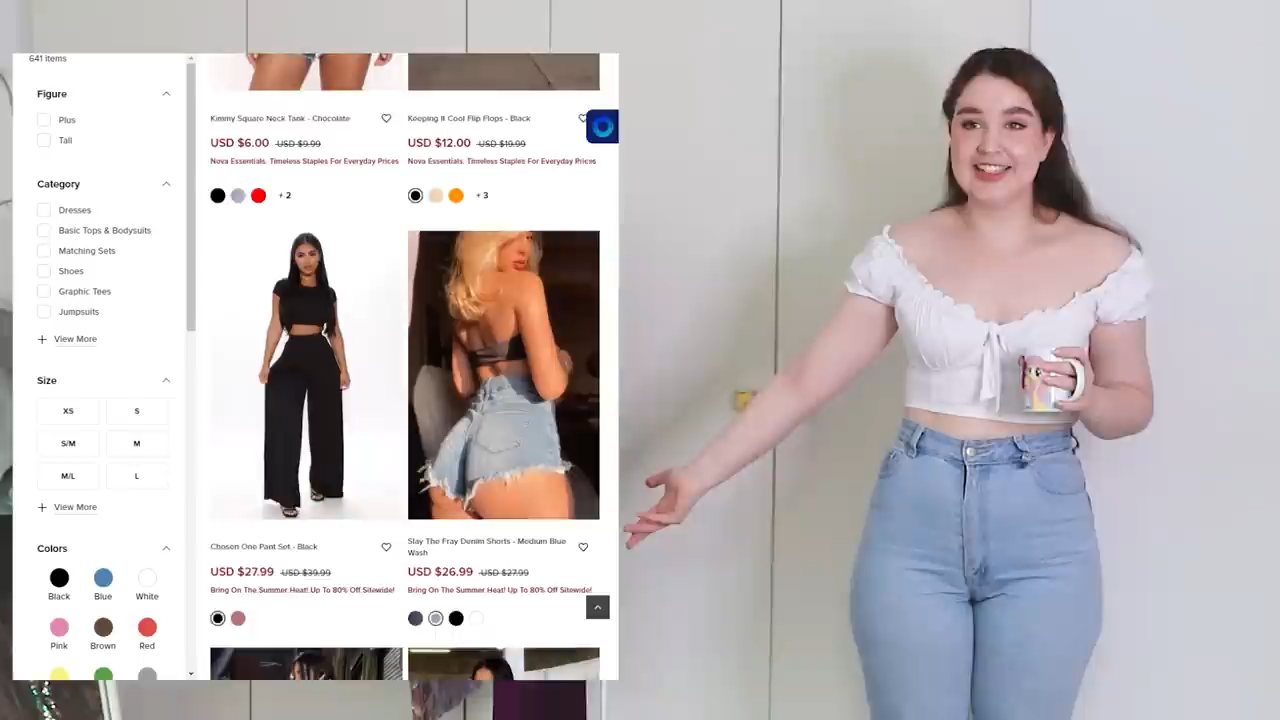 641 items
Figure
Plus
Tall
Category
Dresses
Basic Tops & Bodysuits
Matching Sets
Shoes
Graphic Tees
Jumpsuits
View More
Size
XS
S
S/M
M
M/L
L
View More
Colors
Black
Blue
White
Pink
Brown
Red
Kimmy Square Neck Tank - Chocolate
USD $6.00 USD $9.99
Nova Essentials. Timeless Staples For Everyday Prices
+ 2
Keeping It Cool Flip Flops - Black
USD $12.00 USD $19.99
Nova Essentials. Timeless Staples For Everyday Prices
+ 3
Chosen One Pant Set - Black
USD $27.99 USD $39.99
Bring On The Summer Heat! Up To 80% Off Sitewide!
Slay The Fray Denim Shorts - Medium Blue
Wash
USD $26.99 USD $27.99
Bring On The Summer Heat! Up To 80% Off Sitewide!